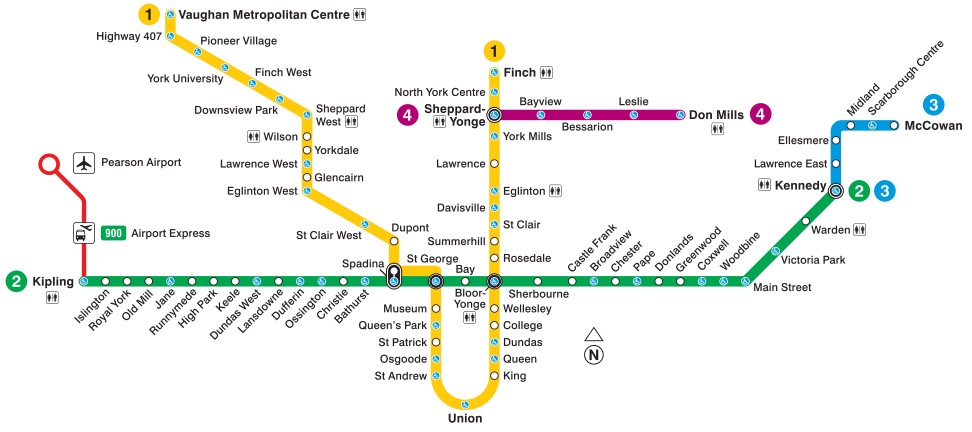 1
Vaughan Metropolitan Centre
Highway 407
Pioneer Village
York University
Finch West
Downsview Park
Sheppard
West
Wilson
Yorkdale
Lawrence West
Glencairn
Eglinton West
St Clair West
Dupont
Spadina
St George
Museum
Queen's Park
St Patrick
Osgoode
St Andrew
Union
King
Queen
Dundas
College
Wellesley
Bloor-
Yonge
Rosedale
Summerhill
St Clair
Davisville
Eglinton
Lawrence
York Mills
Sheppard-
Yonge
North York Centre
Finch
1
4
Bayview
Bessarion
Leslie
Don Mills
4
Pearson Airport
900
Airport Express
2
Kipling
Islington
Royal York
Old Mill
Jane
Runnymede
High Park
Keele
Dundas West
Lansdowne
Dufferin
Ossington
Christie
Bathurst
Bay
Sherbourne
Castle Frank
Broadview
Chester
Pape
Donlands
Greenwood
Coxwell
Woodbine
Main Street
Victoria Park
Warden
Kennedy
2
3
Lawrence East
Ellesmere
Midland
Scarborough Centre
McCowan
3
N